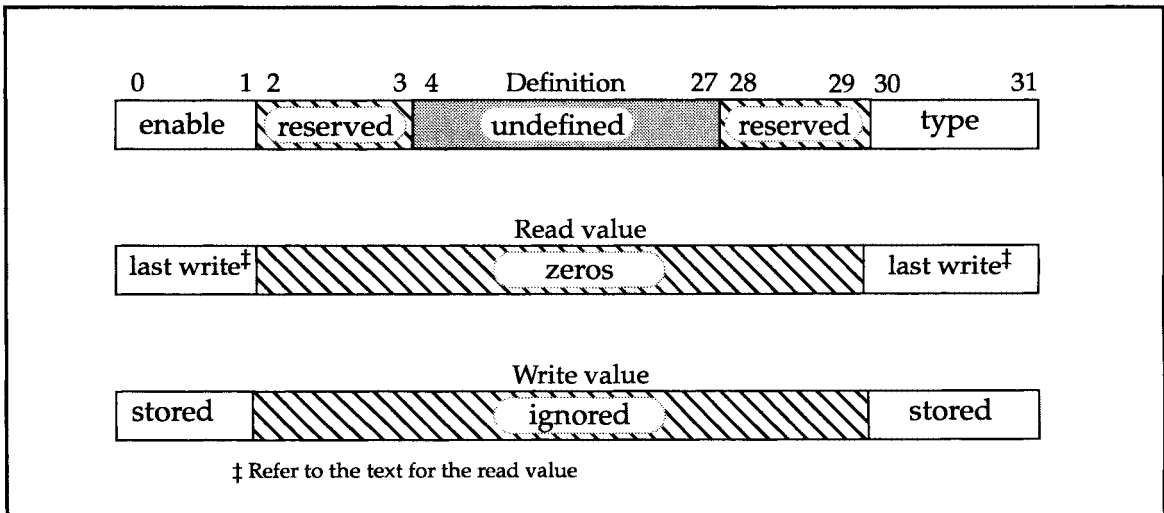 0 1 2 3 4 Definition 27 28 29 30 31
enable reserved undefined reserved type
Read value
last write‡ zeros last write‡
Write value
stored ignored stored
‡ Refer to the text for the read value